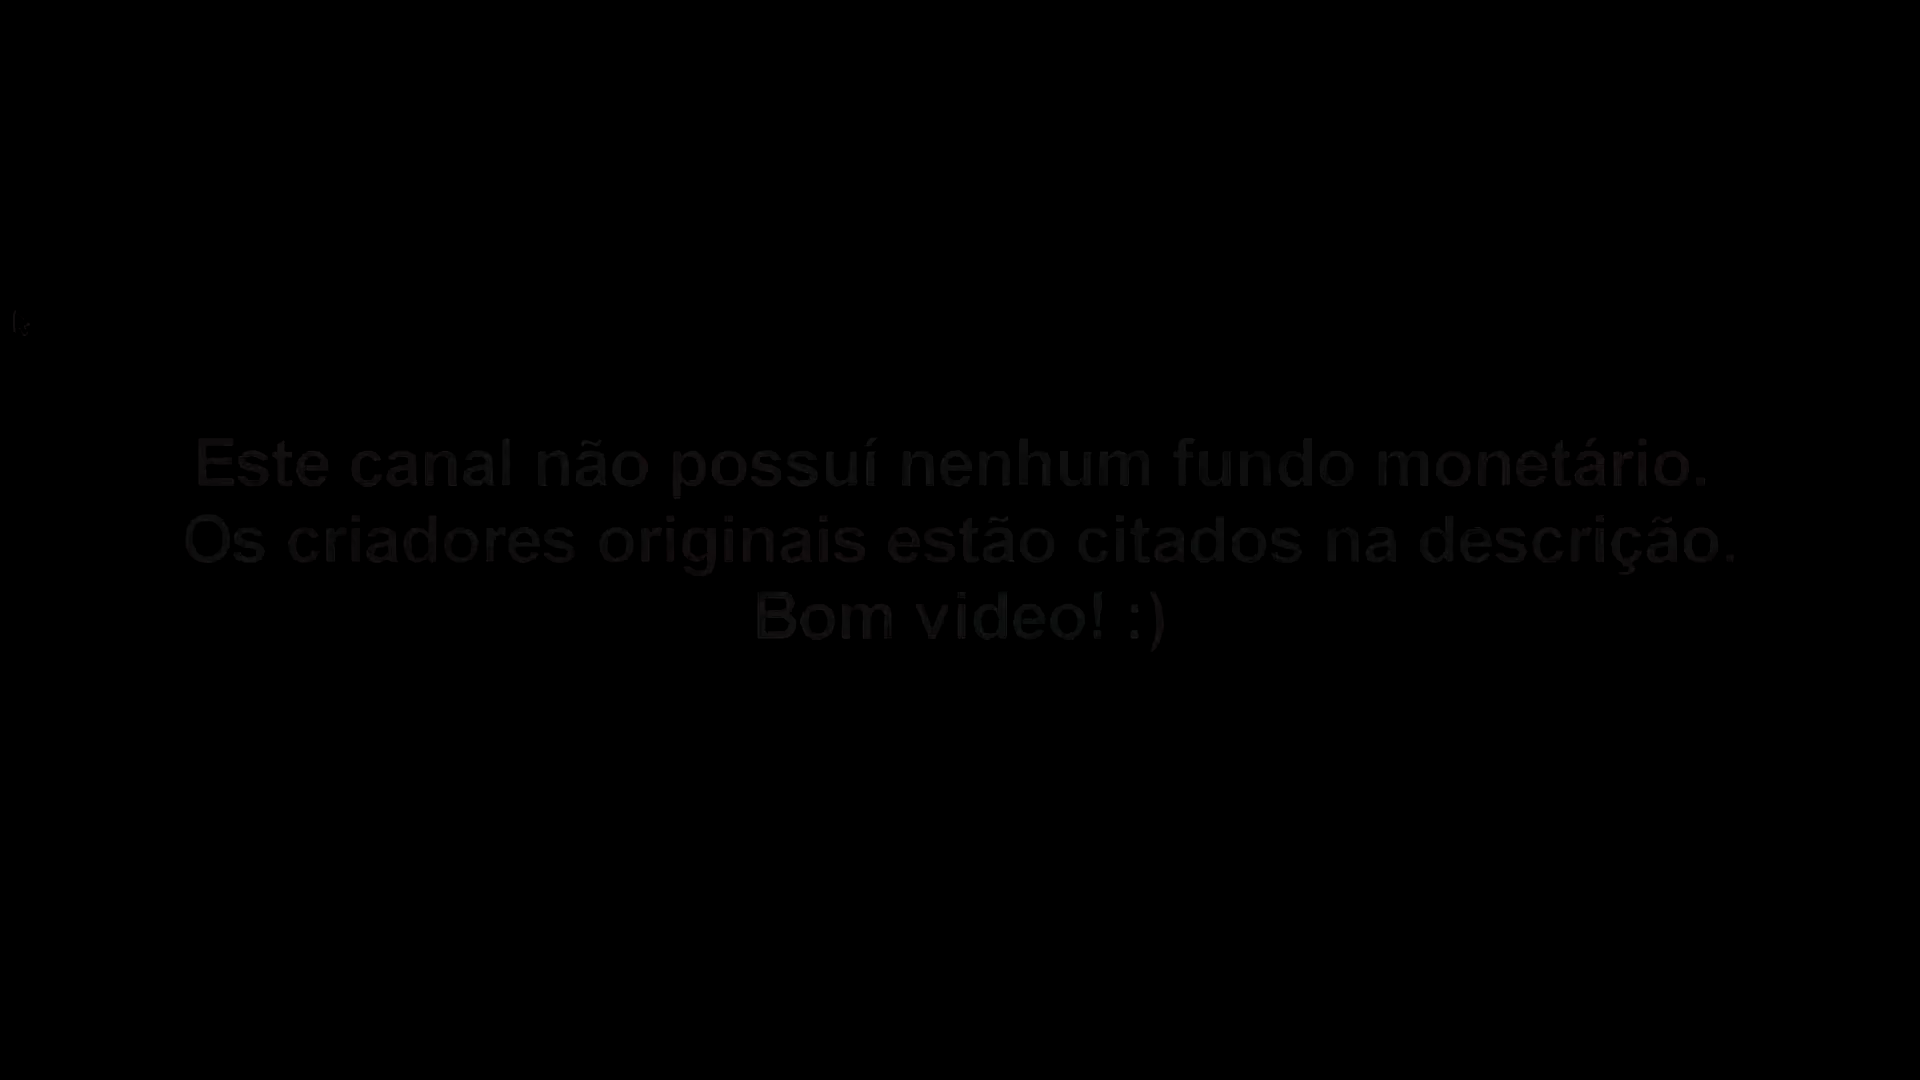 Este canal não possuí nenhum fundo monetário.
Os criadores originais estão citados na descrição.
Bom video! :)